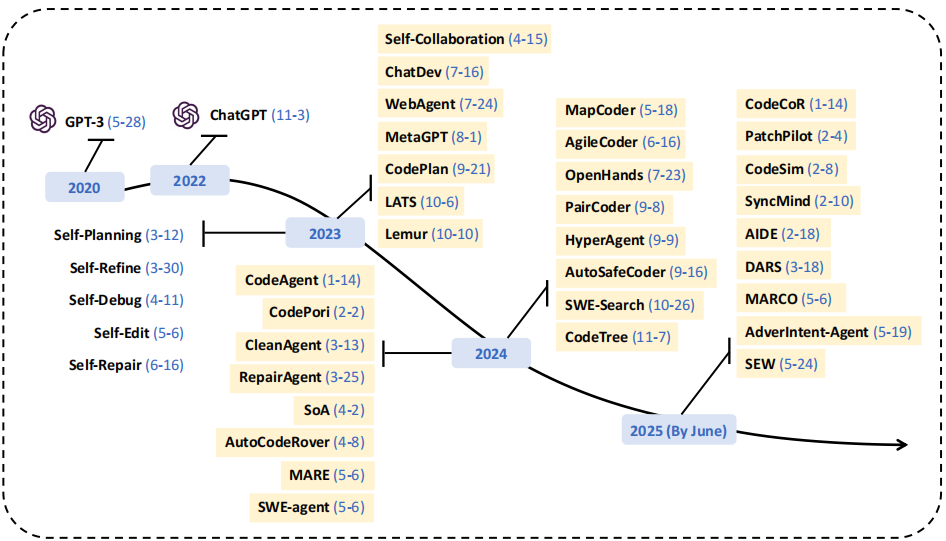 GPT-3 (5-28)
ChatGPT (11-3)
2020
2022
Self-Collaboration (4-15)
ChatDev (7-16)
WebAgent (7-24)
MetaGPT (8-1)
CodePlan (9-21)
LATS (10-6)
Lemur (10-10)
2023
Self-Planning (3-12)
Self-Refine (3-30)
Self-Debug (4-11)
Self-Edit (5-6)
Self-Repair (6-16)
CodeAgent (1-14)
CodePori (2-2)
CleanAgent (3-13)
RepairAgent (3-25)
SoA (4-2)
AutoCodeRover (4-8)
MARE (5-6)
SWE-agent (5-6)
2024
MapCoder (5-18)
AgileCoder (6-16)
OpenHands (7-23)
PairCoder (9-8)
HyperAgent (9-9)
AutoSafeCoder (9-16)
SWE-Search (10-26)
CodeTree (11-7)
CodeCoR (1-14)
PatchPilot (2-4)
CodeSim (2-8)
SyncMind (2-10)
AIDE (2-18)
DARS (3-18)
MARCO (5-6)
AdverIntent-Agent (5-19)
SEW (5-24)
2025 (By June)